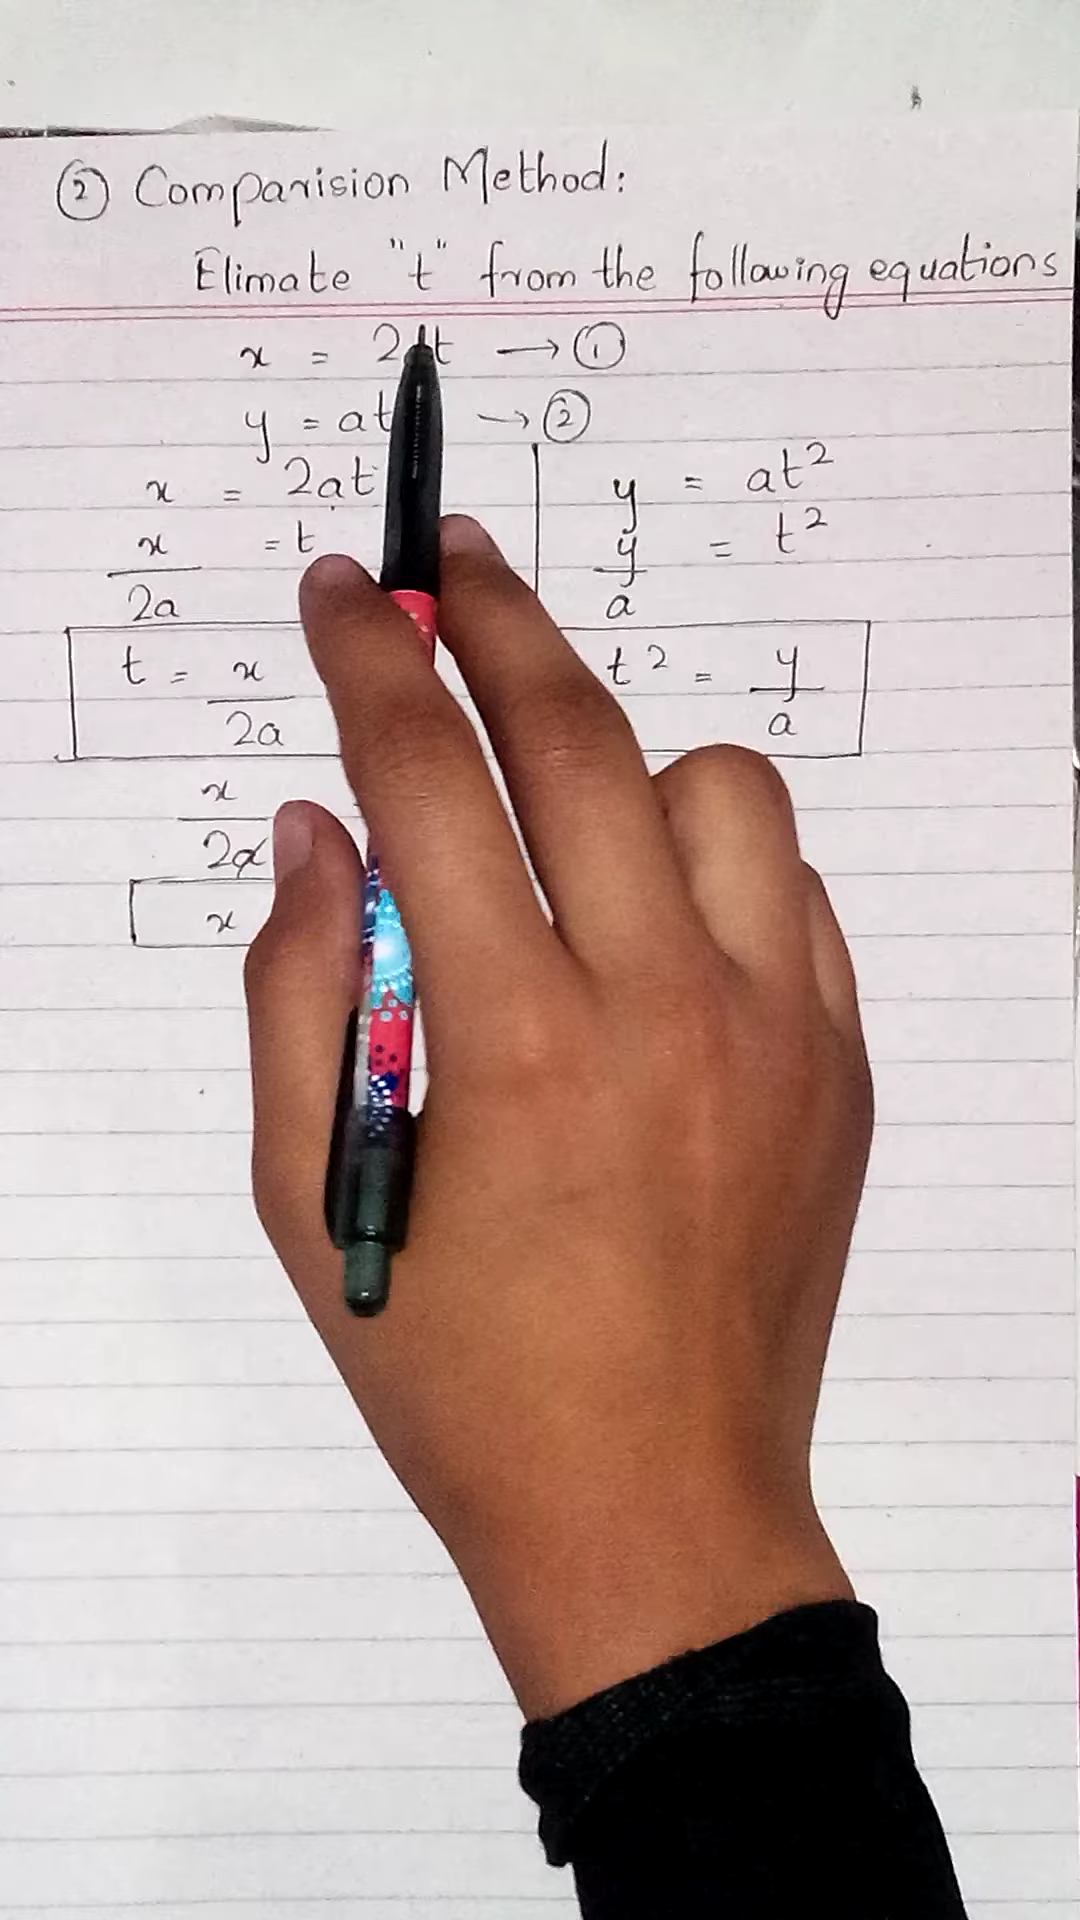 ② Comparision Method:
Elimate "t" from the following equations
x = 2at → ①
y = at → ②
x = 2at
x/2a = t
t = x/2a
y = at²
y/a = t²
t² = y/a
x/2a
x